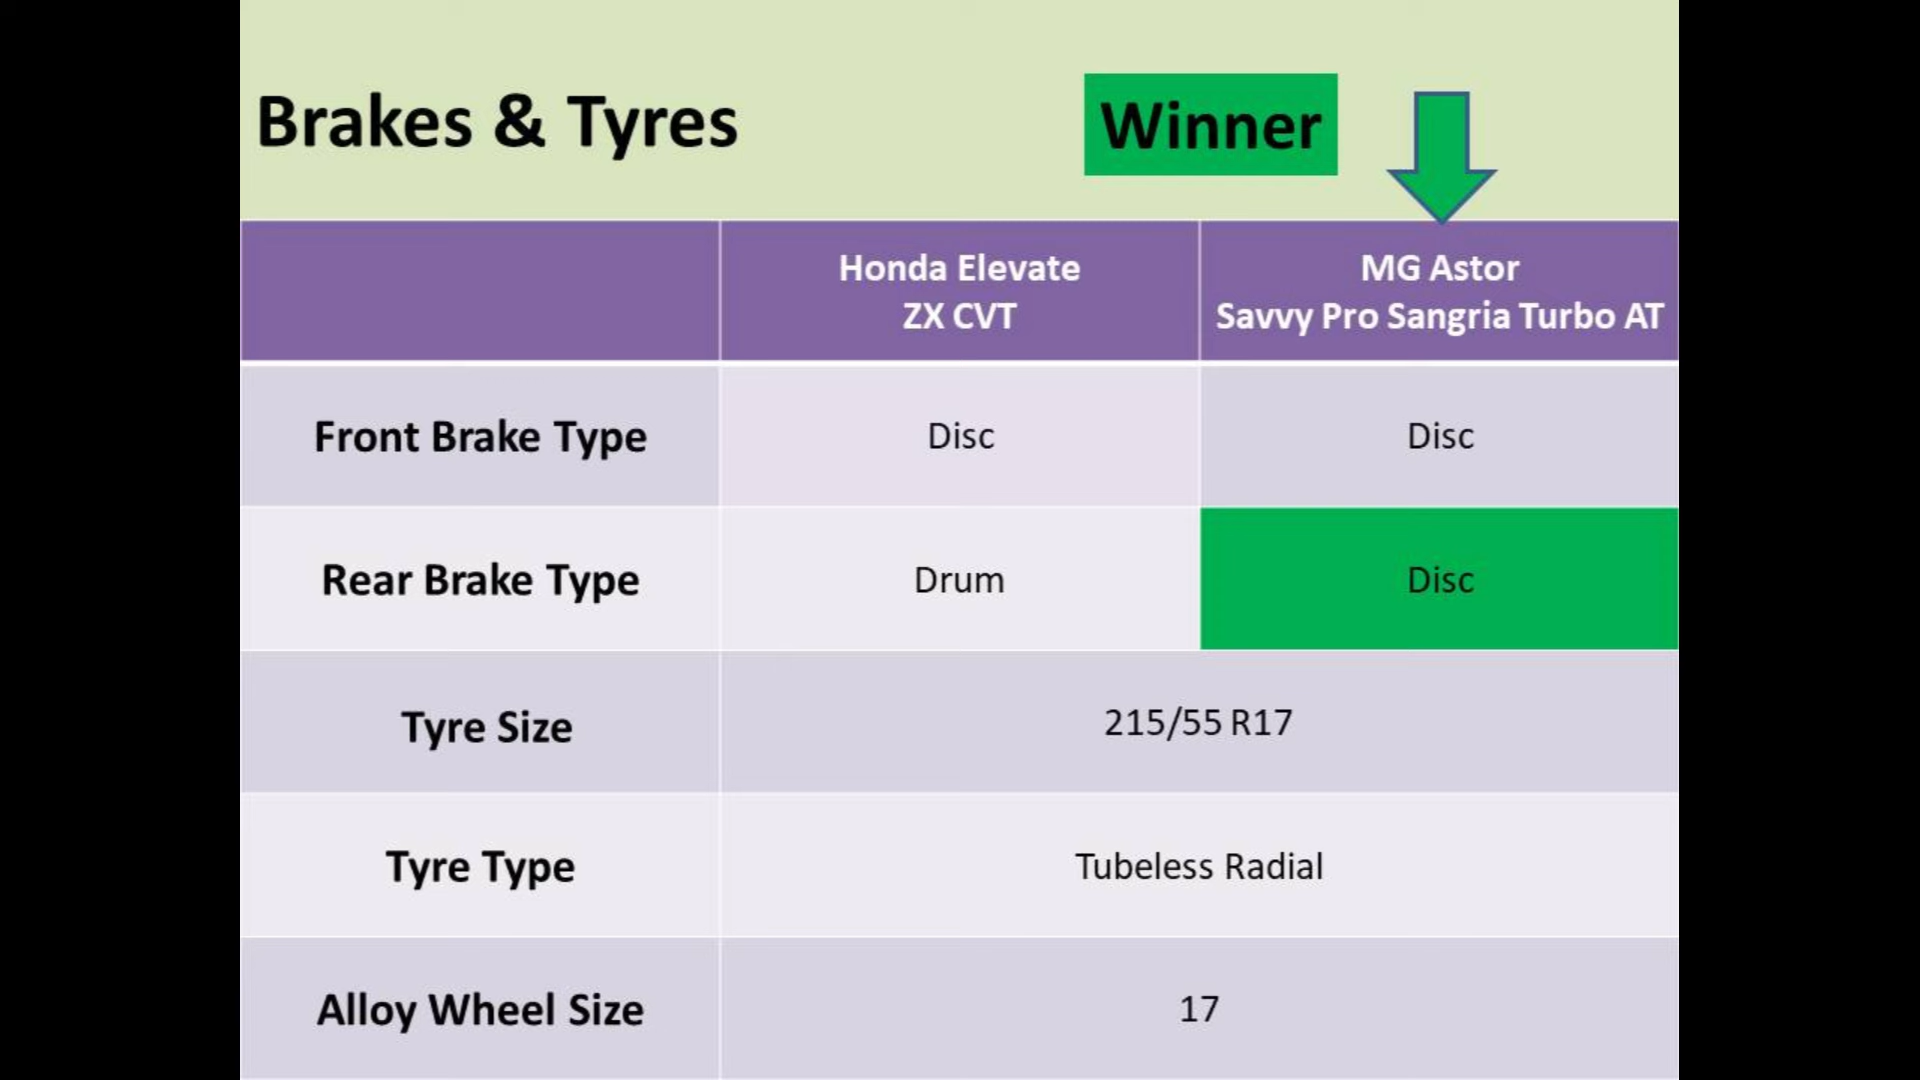 Brakes & Tyres
Winner
Honda Elevate
ZX CVT
MG Astor
Savvy Pro Sangria Turbo AT
Front Brake Type
Disc
Disc
Rear Brake Type
Drum
Disc
Tyre Size
215/55 R17
Tyre Type
Tubeless Radial
Alloy Wheel Size
17